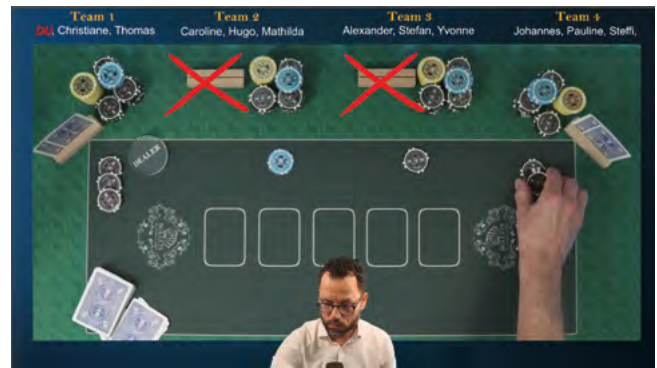 Team 1
DU, Christiane, Thomas
Team 2
Caroline, Hugo, Mathilda
Team 3
Alexander, Stefan, Yvonne
Team 4
Johannes, Pauline, Steffi,
DEALER